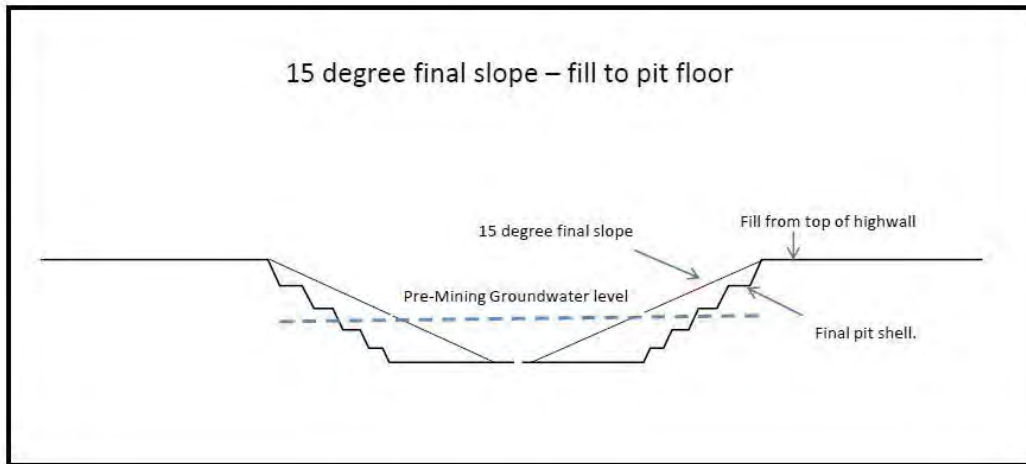 15 degree final slope – fill to pit floor
Fill from top of highwall
15 degree final slope
Pre-Mining Groundwater level
Final pit shell.